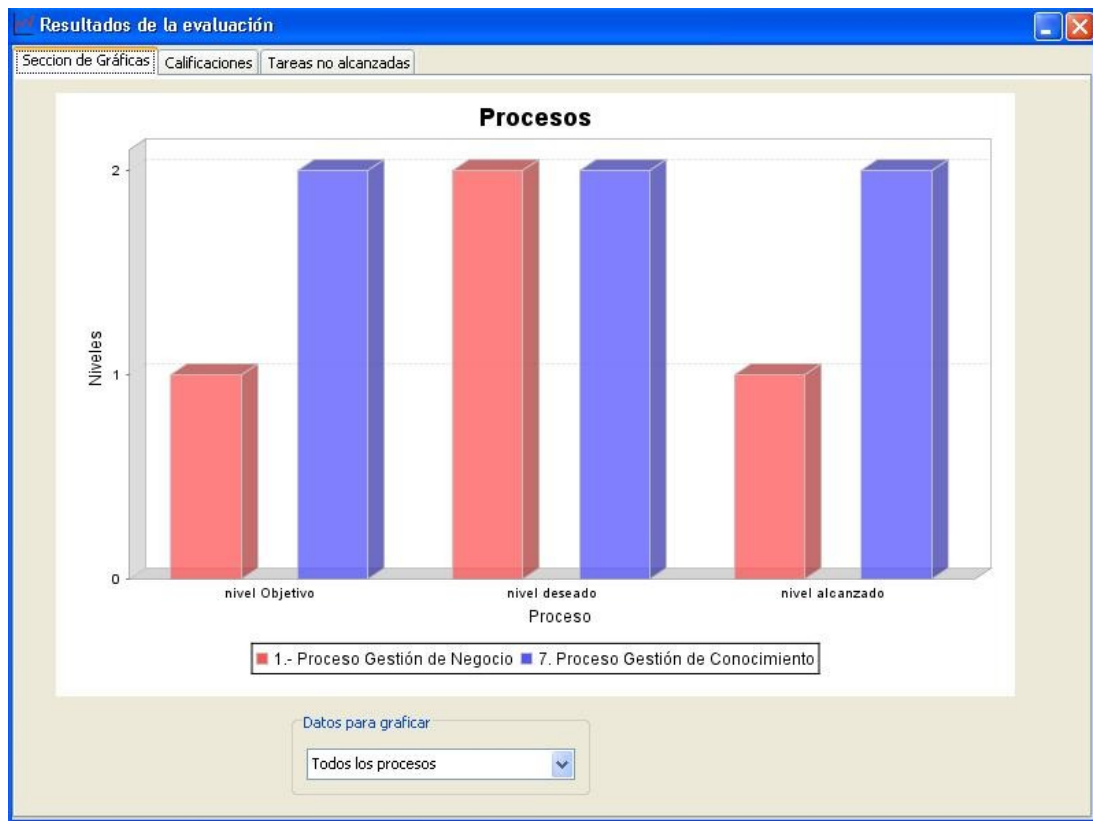 Resultados de la evaluación
Seccion de Gráficas Calificaciones Tareas no alcanzadas
Procesos
2
Niveles
1
0
nivel Objetivo nivel deseado nivel alcanzado
Proceso
1.- Proceso Gestión de Negocio 7. Proceso Gestión de Conocimiento
Datos para graficar
Todos los procesos